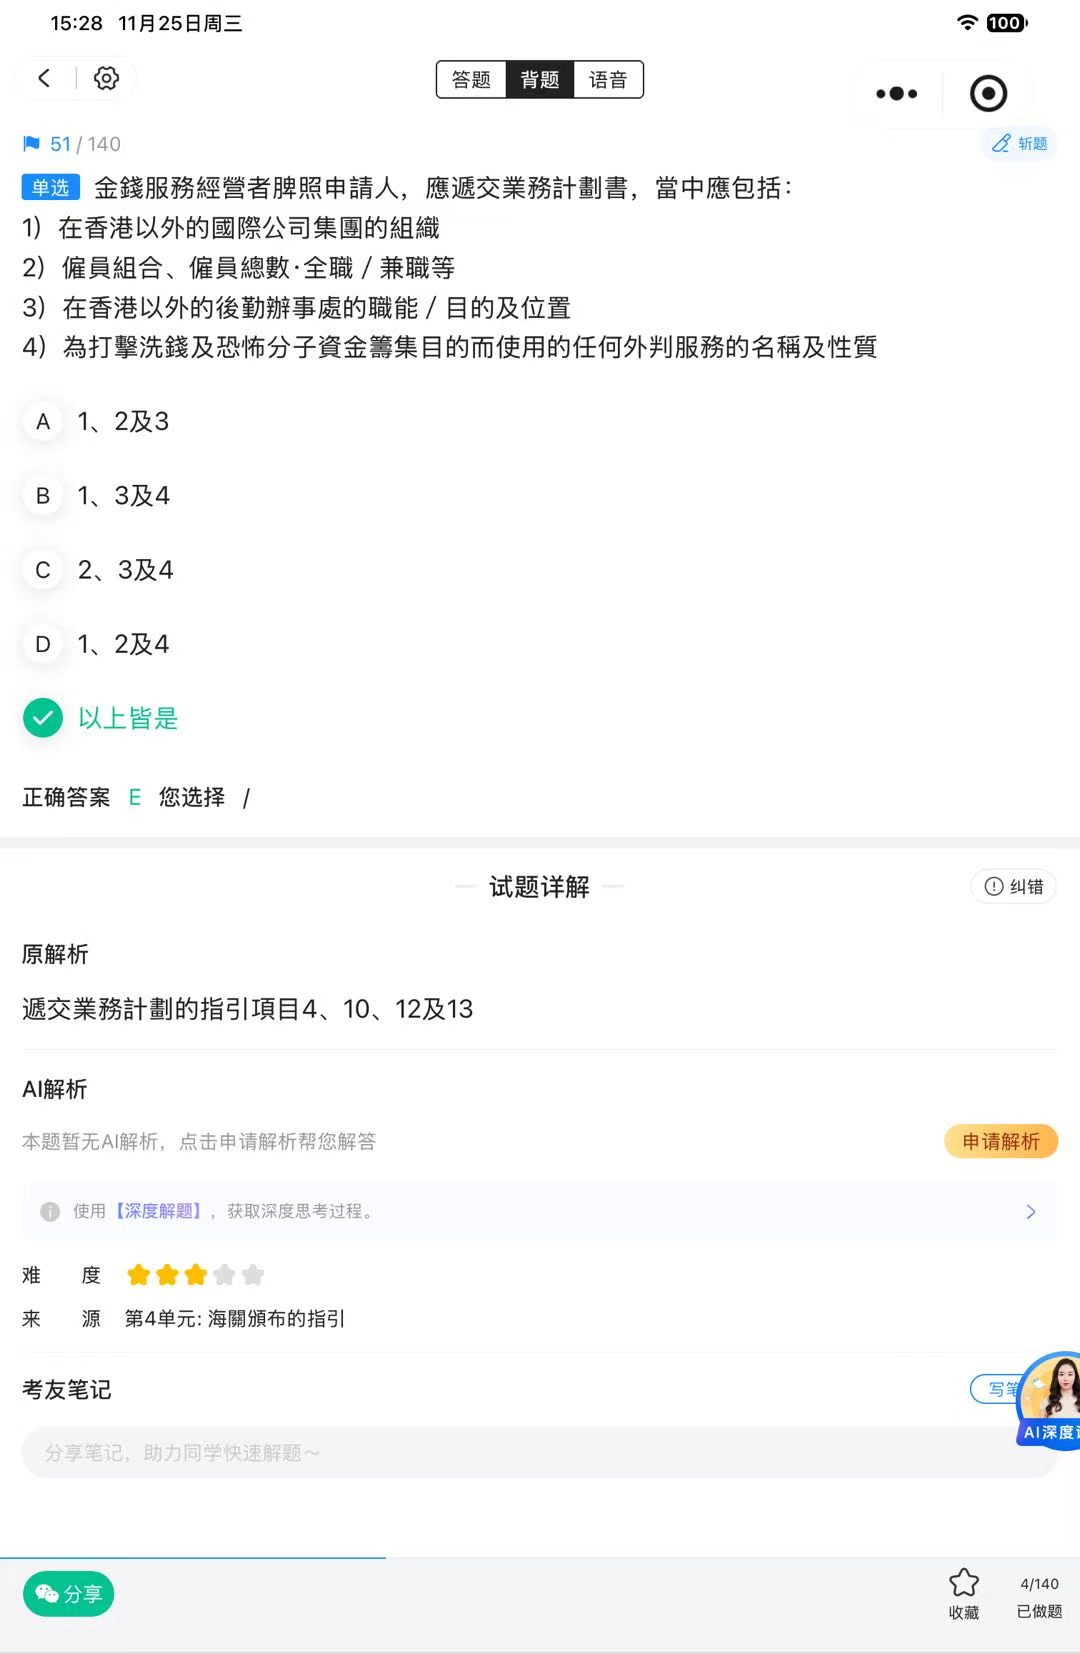 15:28 11月25日周三
100
答题 背题 语音
51 / 140
斩题
单选 金錢服務經營者牌照申請人，應遞交業務計劃書，當中應包括：
1）在香港以外的國際公司集團的組織
2）僱員組合、僱員總數·全職 / 兼職等
3）在香港以外的後勤辦事處的職能 / 目的及位置
4）為打擊洗錢及恐怖分子資金籌集目的而使用的任何外判服務的名稱及性質
A 1、2及3
B 1、3及4
C 2、3及4
D 1、2及4
以上皆是
正确答案 E 您选择 /
试题详解
纠错
原解析
遞交業務計劃的指引項目4、10、12及13
AI解析
本题暂无AI解析，点击申请解析帮您解答
申请解析
使用【深度解题】，获取深度思考过程。
难 度
来 源 第4单元: 海關頒布的指引
考友笔记
写笔
AI深度
分享笔记，助力同学快速解题～
分享
收藏
4/140
已做题